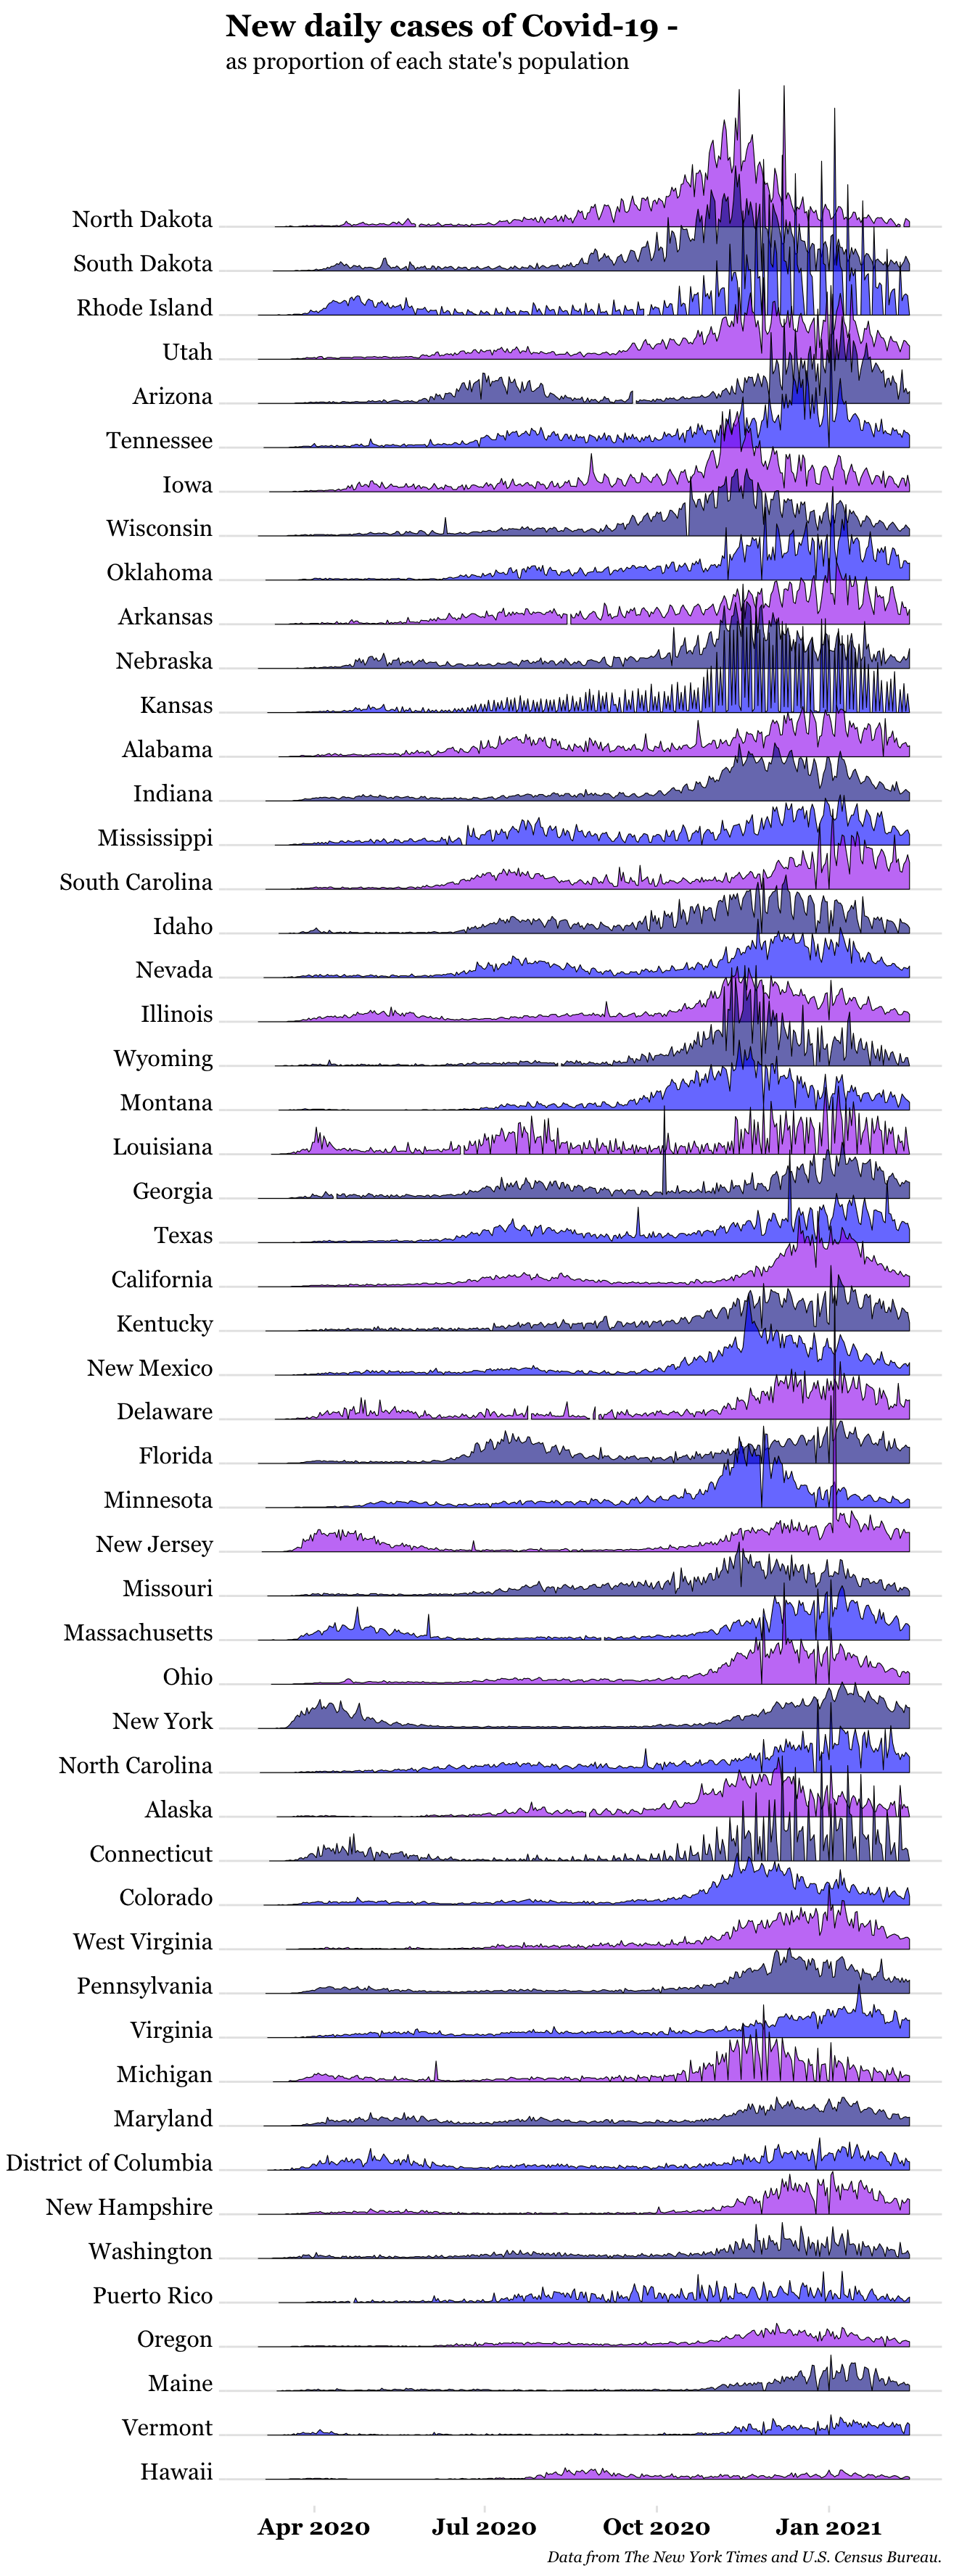 New daily cases of Covid-19 -
as proportion of each state's population
North Dakota
South Dakota
Rhode Island
Utah
Arizona
Tennessee
Iowa
Wisconsin
Oklahoma
Arkansas
Nebraska
Kansas
Alabama
Indiana
Mississippi
South Carolina
Idaho
Nevada
Illinois
Wyoming
Montana
Louisiana
Georgia
Texas
California
Kentucky
New Mexico
Delaware
Florida
Minnesota
New Jersey
Missouri
Massachusetts
Ohio
New York
North Carolina
Alaska
Connecticut
Colorado
West Virginia
Pennsylvania
Virginia
Michigan
Maryland
District of Columbia
New Hampshire
Washington
Puerto Rico
Oregon
Maine
Vermont
Hawaii
Apr 2020 Jul 2020 Oct 2020 Jan 2021
Data from The New York Times and U.S. Census Bureau.